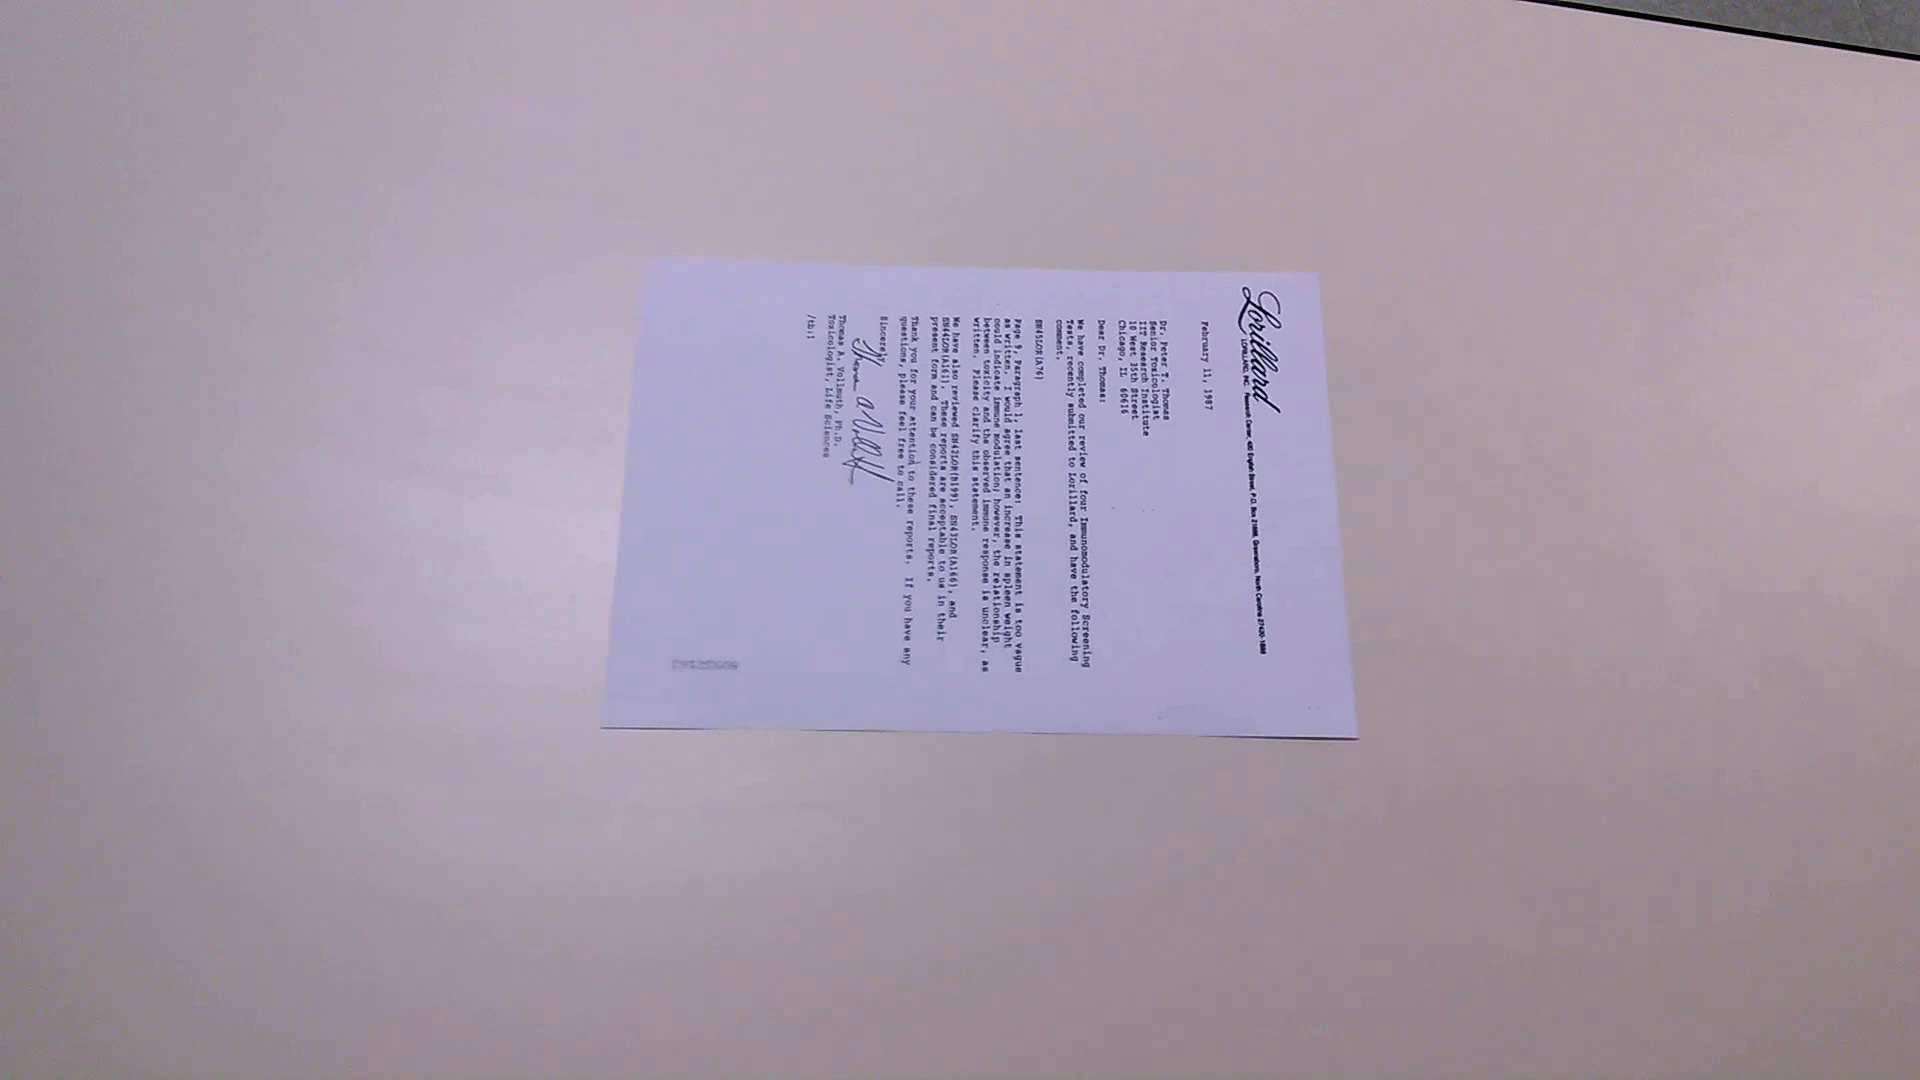 Lorillard
LORILLARD, INC. Research Center, 420 English Street, P.O. Box 21688, Greensboro, North Carolina 27420-1688
February 11, 1987
Dr. Peter T. Thomas
Senior Toxicologist
IIT Research Institute
10 West 35th Street
Chicago, IL 60616
Dear Dr. Thomas:
We have completed our review of four Immunomodulatory Screening
Tests, recently submitted to Lorillard, and have the following
comment.
SN45LOR(A76)
Page 9, Paragraph 1, last sentence: This statement is too vague
as written. I would agree that an increase in spleen weight
could indicate immune modulation; however, the relationship
between toxicity and the observed immune response is unclear, as
written. Please clarify this statement.
We have also reviewed SN42LOR(B199), SN43LOR(A166), and
SN44LOR(A161). These reports are acceptable to us in their
present form and can be considered final reports.
Thank you for your attention to these reports. If you have any
questions, please feel free to call.
Sincerely,
Thomas A. Vollmuth, Ph.D.
Toxicologist, Life Sciences
/tb:1